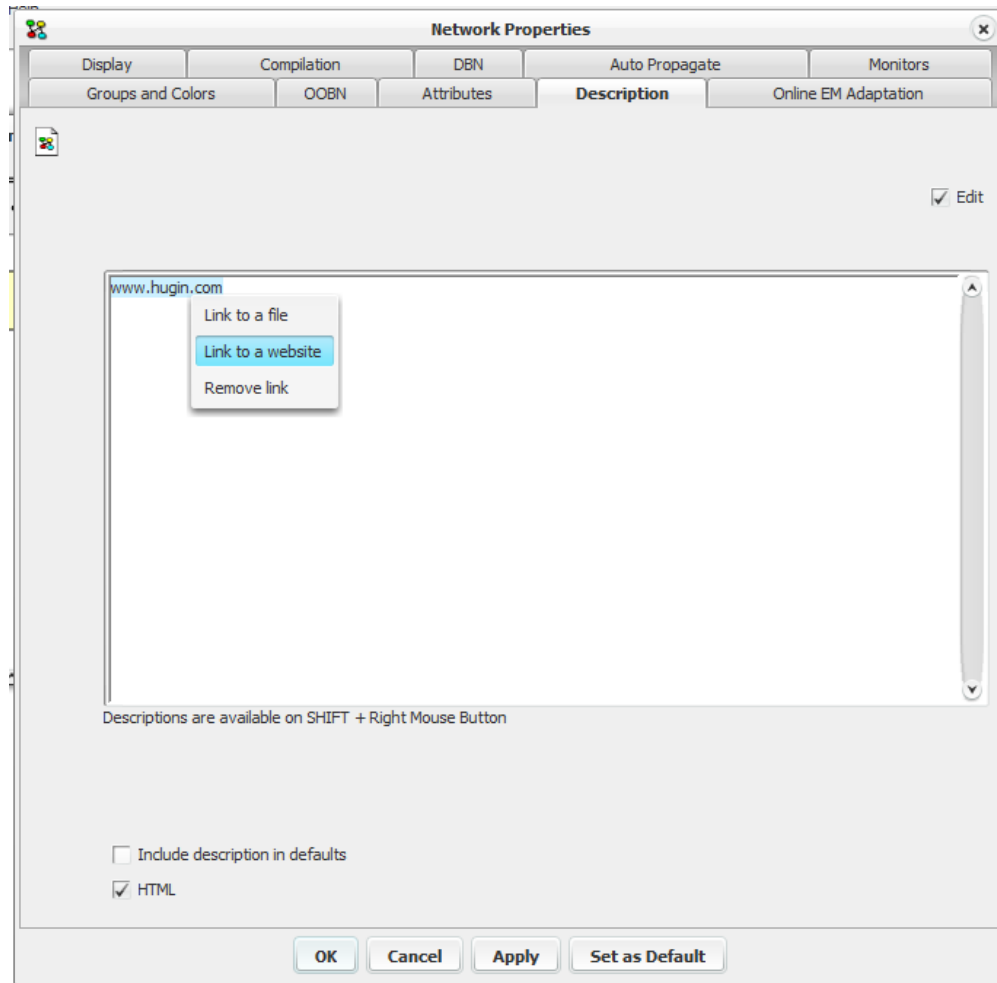 Network Properties
Display Compilation DBN Auto Propagate Monitors
Groups and Colors OOBN Attributes Description Online EM Adaptation
Edit
www.hugin.com
Link to a file
Link to a website
Remove link
Descriptions are available on SHIFT + Right Mouse Button
Include description in defaults
HTML
OK Cancel Apply Set as Default